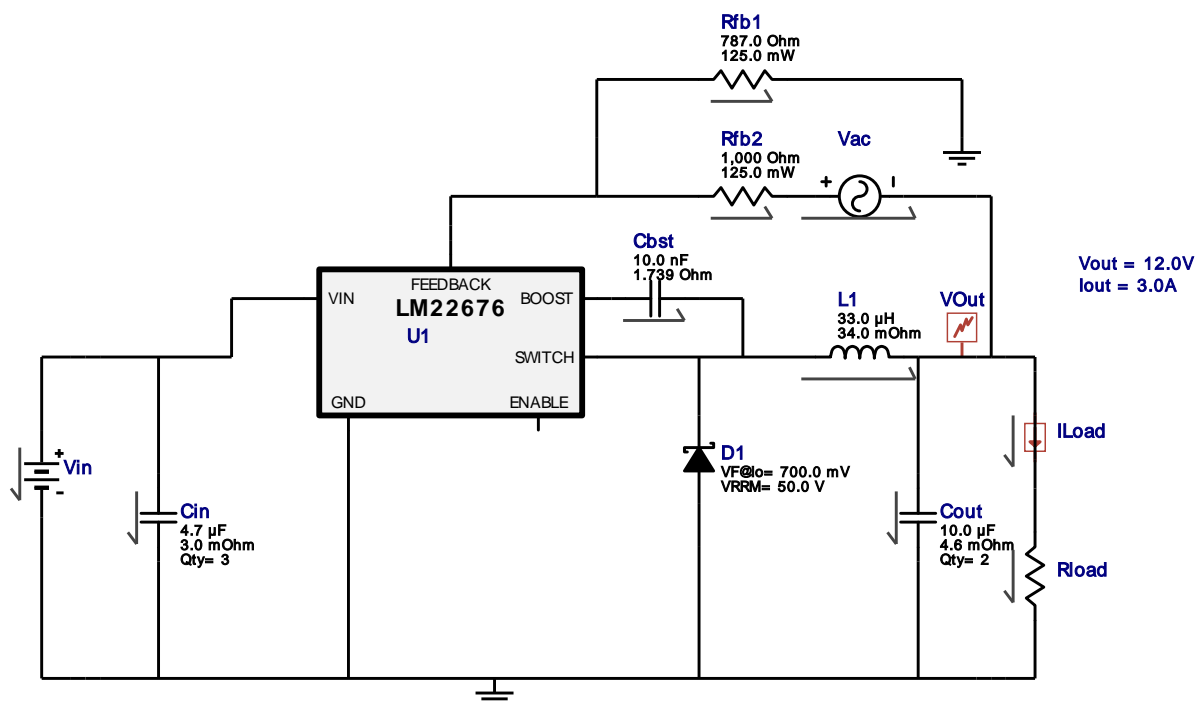 Rfb1
787.0 Ohm
125.0 mW
Rfb2
1,000 Ohm
125.0 mW
Vac
+
-
Cbst
10.0 nF
1.739 Ohm
Vout = 12.0V
Iout = 3.0A
FEEDBACK
VIN
LM22676
BOOST
U1
SWITCH
GND
ENABLE
L1
33.0 µH
34.0 mOhm
VOut
ILoad
+
Vin
-
D1
VF@Io= 700.0 mV
VRRM= 50.0 V
Cin
4.7 µF
3.0 mOhm
Qty= 3
Cout
10.0 µF
4.6 mOhm
Qty= 2
Rload